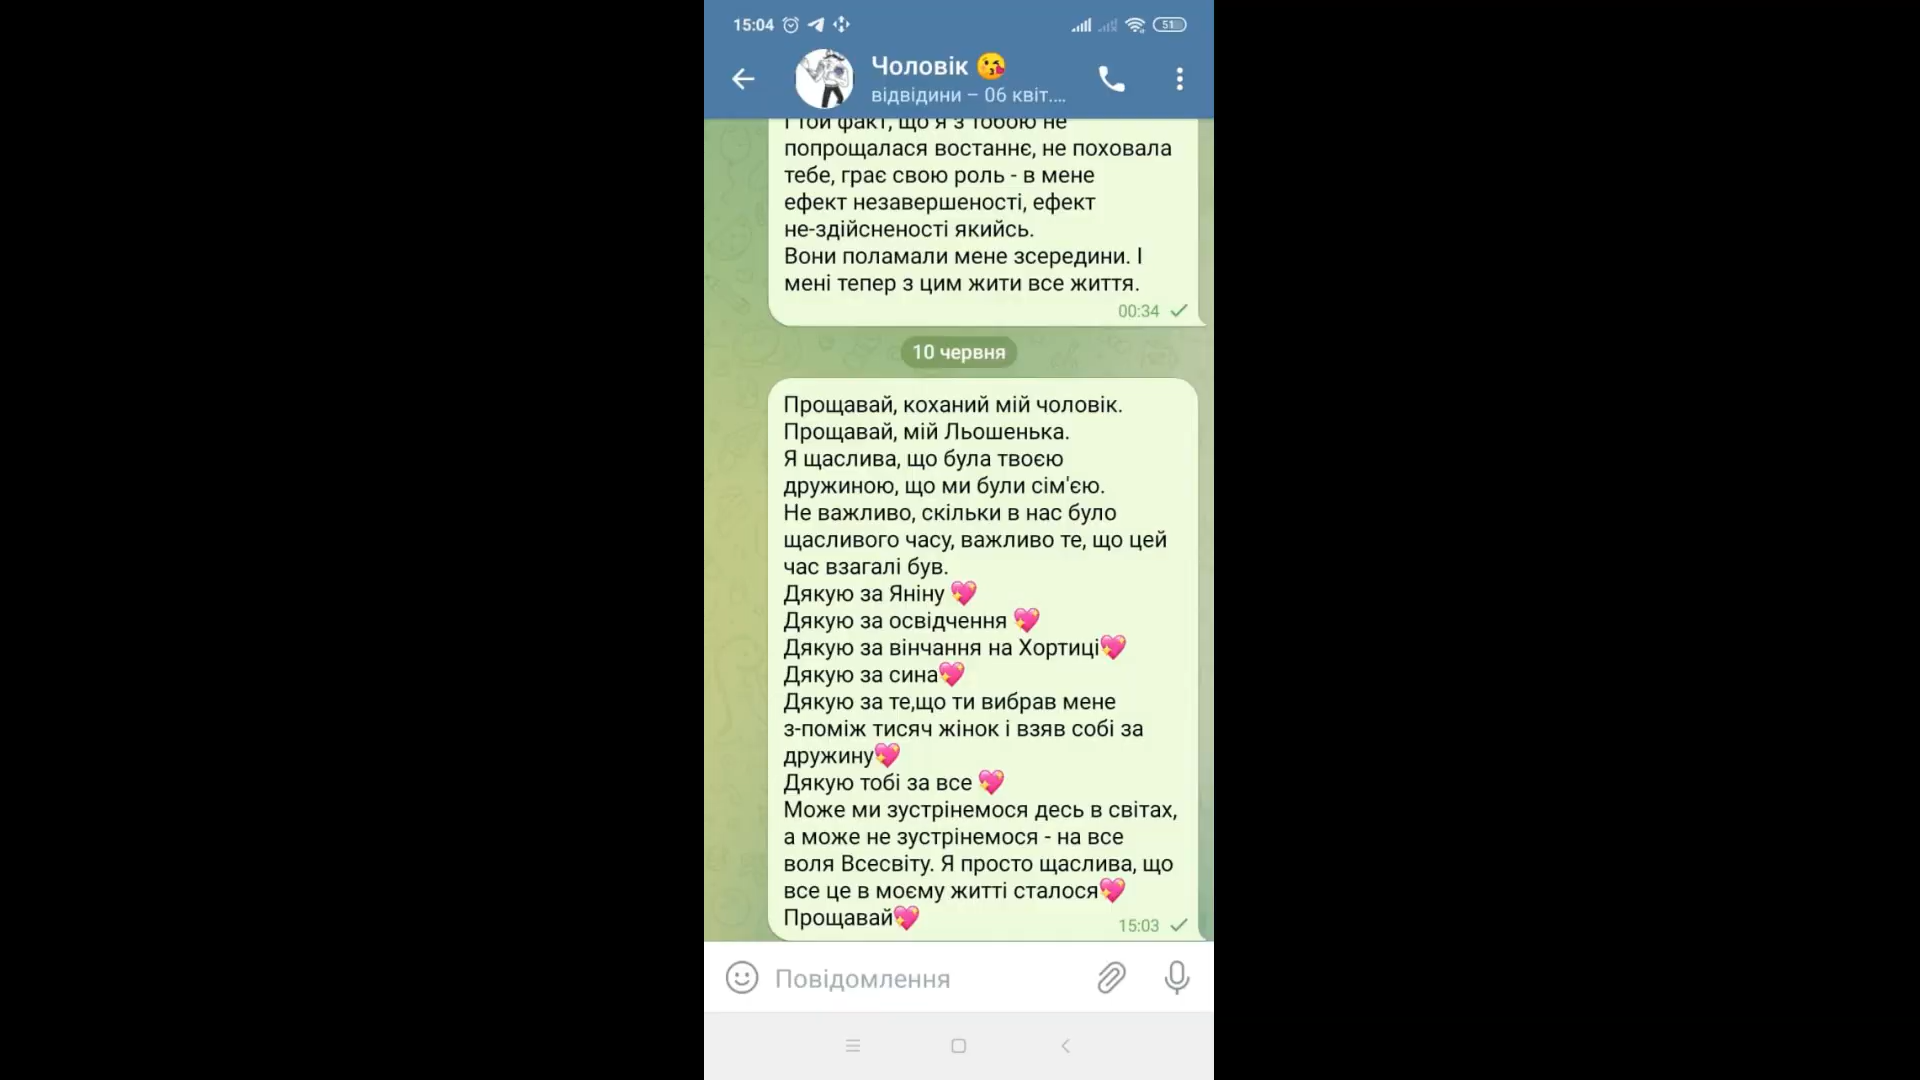 15:04
51
Чоловік 😘
відвідини – 06 квіт....
І той факт, що я з тобою не
попрощалася востаннє, не поховала
тебе, грає свою роль - в мене
ефект незавершеності, ефект
не-здійсненості якийсь.
Вони поламали мене зсередини. І
мені тепер з цим жити все життя.
00:34
10 червня
Прощавай, коханий мій чоловік.
Прощавай, мій Льошенька.
Я щаслива, що була твоєю
дружиною, що ми були сім'єю.
Не важливо, скільки в нас було
щасливого часу, важливо те, що цей
час взагалі був.
Дякую за Яніну 💖
Дякую за освідчення 💖
Дякую за вінчання на Хортиці💖
Дякую за сина💖
Дякую за те,що ти вибрав мене
з-поміж тисяч жінок і взяв собі за
дружину💖
Дякую тобі за все 💖
Може ми зустрінемося десь в світах,
а може не зустрінемося - на все
воля Всесвіту. Я просто щаслива, що
все це в моєму житті сталося💖
Прощавай💖
15:03
Повідомлення